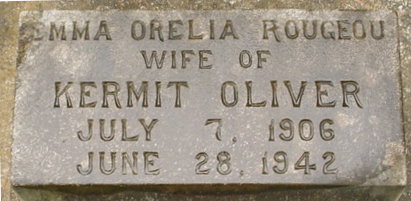 EMMA ORELIA ROUGEOU
WIFE OF
KERMIT OLIVER
JULY 7, 1906
JUNE 28, 1942